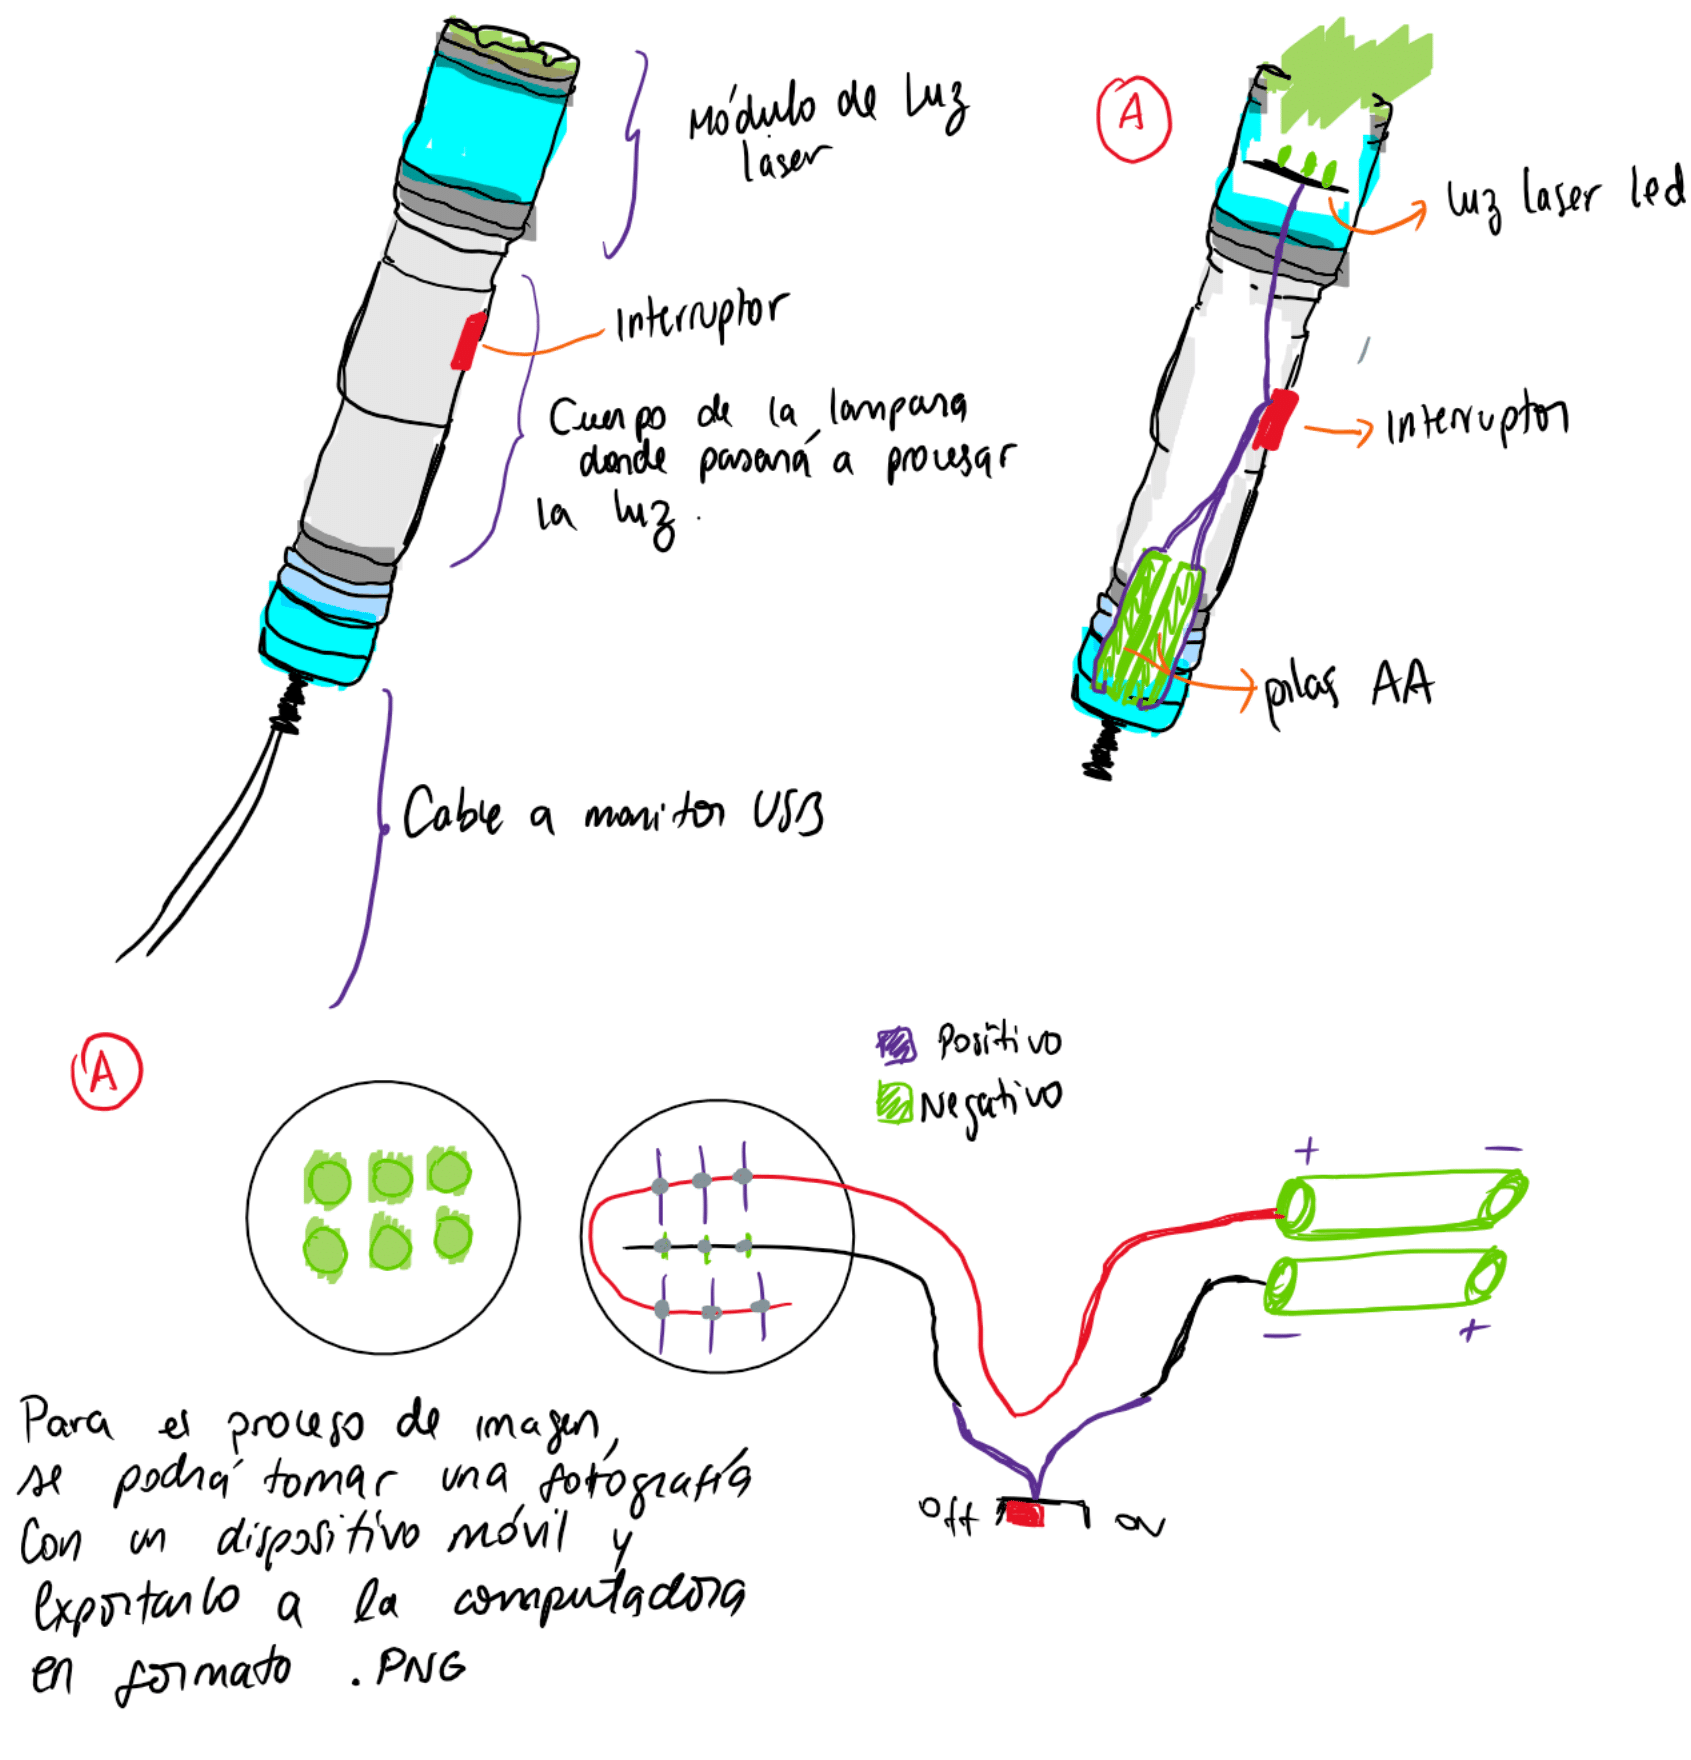 Módulo de luz
laser
Interruptor
Cuerpo de la lampara
donde pasará a procesar
la luz.
Cable a monitor USB
A
luz laser led
Interruptor
pilas AA
A
Positivo
Negativo
+ −
− +
Off ON
Para el proceso de imagen,
se podrá tomar una fotografía
Con un dispositivo móvil y
exportarlo a la computadora
en formato .PNG